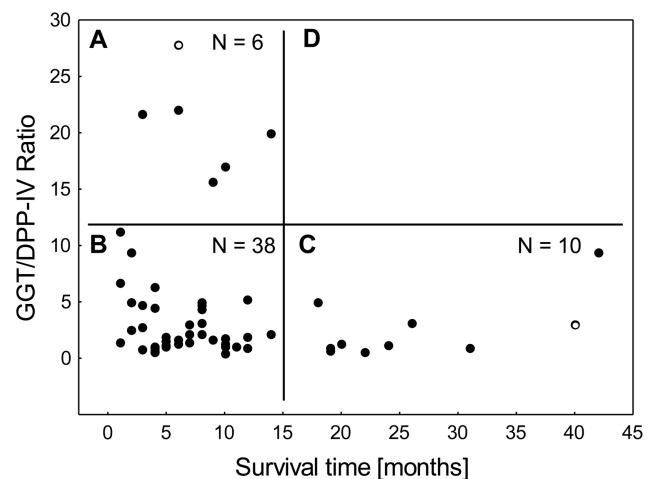 30
A
N = 6
D
25
20
15
10
B
N = 38
C
N = 10
5
0
GGT/DPP-IV Ratio
0 5 10 15 20 25 30 35 40 45
Survival time [months]